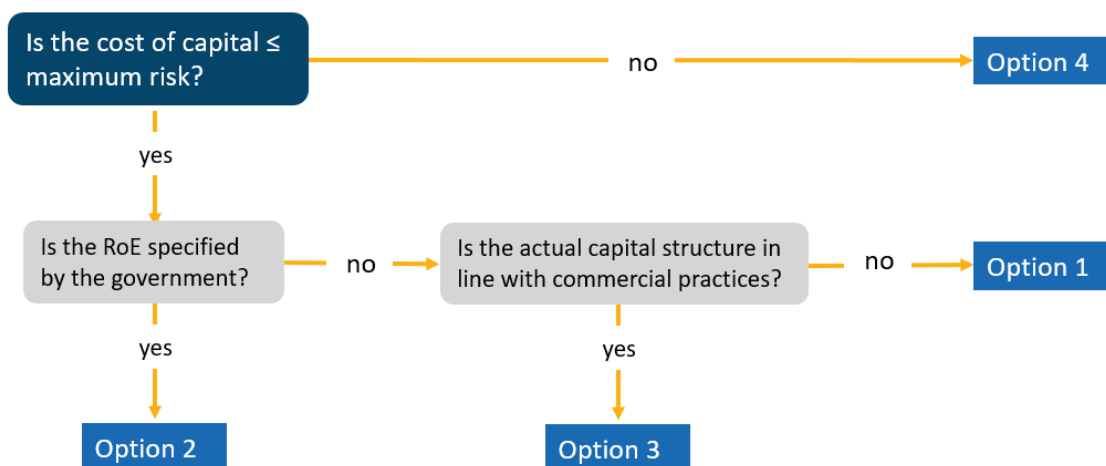 Is the cost of capital ≤
maximum risk?
no
Option 4
yes
Is the RoE specified
by the government?
no
Is the actual capital structure in
line with commercial practices?
no
Option 1
yes
yes
Option 2
Option 3